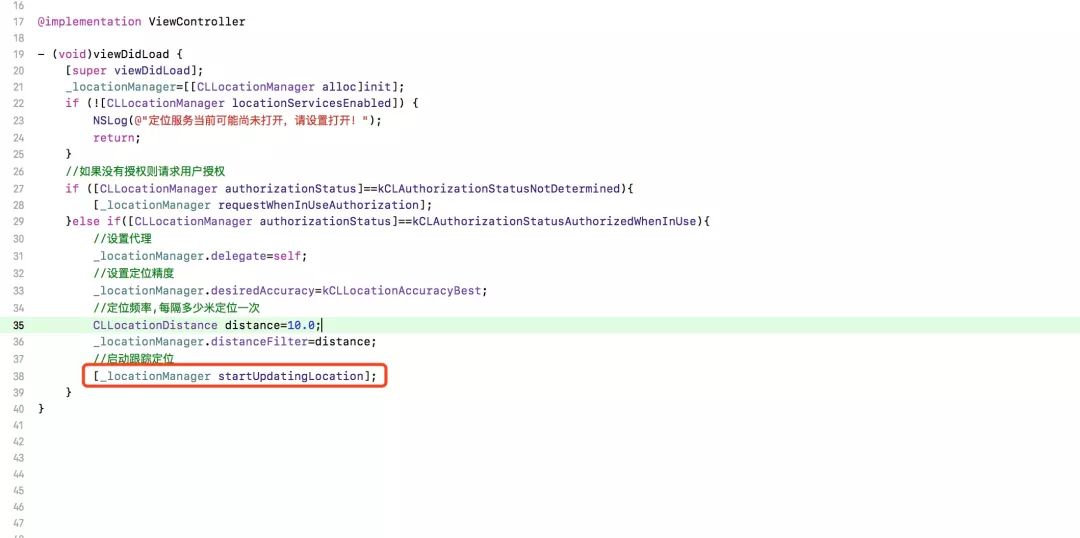 16
17 @implementation ViewController
18
19 - (void)viewDidLoad {
20 [super viewDidLoad];
21 _locationManager=[[CLLocationManager alloc]init];
22 if (![CLLocationManager locationServicesEnabled]) {
23 NSLog(@"定位服务当前可能尚未打开，请设置打开！");
24 return;
25 }
26 //如果没有授权则请求用户授权
27 if ([CLLocationManager authorizationStatus]==kCLAuthorizationStatusNotDetermined){
28 [_locationManager requestWhenInUseAuthorization];
29 }else if([CLLocationManager authorizationStatus]==kCLAuthorizationStatusAuthorizedWhenInUse){
30 //设置代理
31 _locationManager.delegate=self;
32 //设置定位精度
33 _locationManager.desiredAccuracy=kCLLocationAccuracyBest;
34 //定位频率,每隔多少米定位一次
35 CLLocationDistance distance=10.0;
36 _locationManager.distanceFilter=distance;
37 //启动跟踪定位
38 [_locationManager startUpdatingLocation];
39 }
40 }
41
42
43
44
45
46
47
48